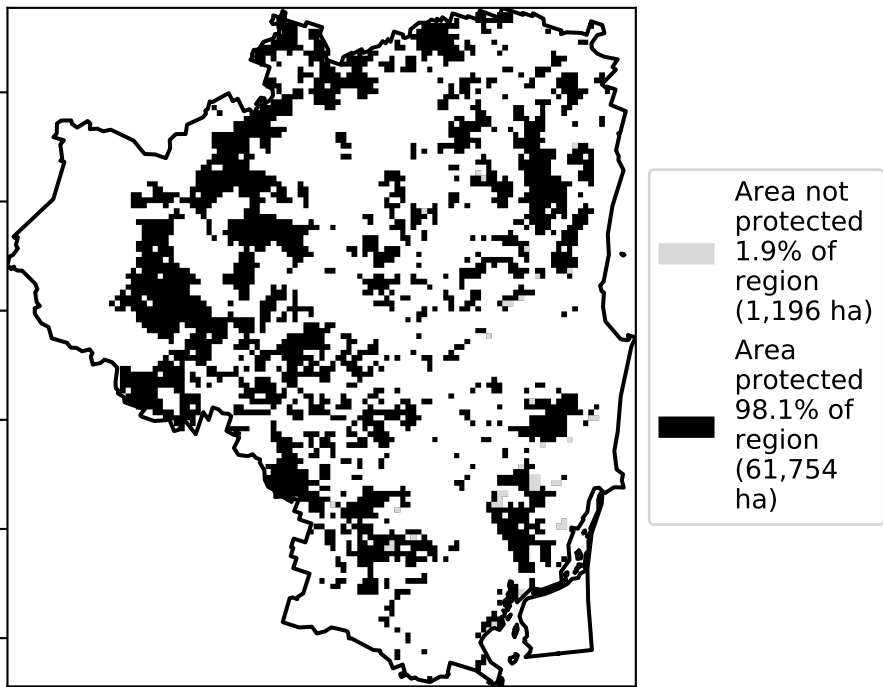 Area not
protected
1.9% of
region
(1,196 ha)
Area
protected
98.1% of
region
(61,754
ha)